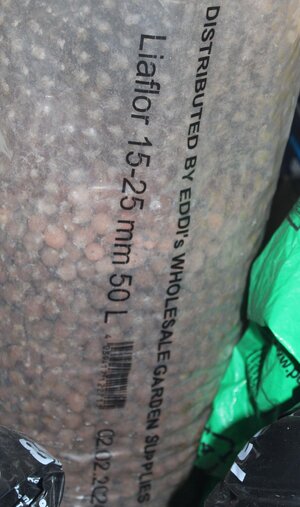 DISTRIBUTED BY EDDI's WHOLESALE GARDEN SUPPLIES
Liaflor 15-25 mm 50 L